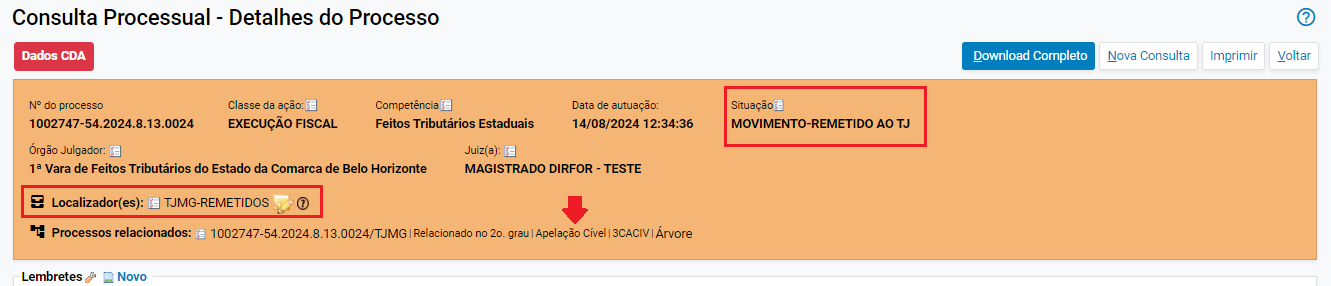 Consulta Processual - Detalhes do Processo
Dados CDA
Download Completo Nova Consulta Imprimir Voltar
Nº do processo Classe da ação: Competência Data de autuação: Situação
1002747-54.2024.8.13.0024 EXECUÇÃO FISCAL Feitos Tributários Estaduais 14/08/2024 12:34:36 MOVIMENTO-REMETIDO AO TJ
Órgão Julgador: Juiz(a):
1ª Vara de Feitos Tributários do Estado da Comarca de Belo Horizonte MAGISTRADO DIRFOR - TESTE
Localizador(es): TJMG-REMETIDOS
Processos relacionados: 1002747-54.2024.8.13.0024/TJMG | Relacionado no 2o. grau | Apelação Cível | 3CACIV | Árvore
Lembretes Novo